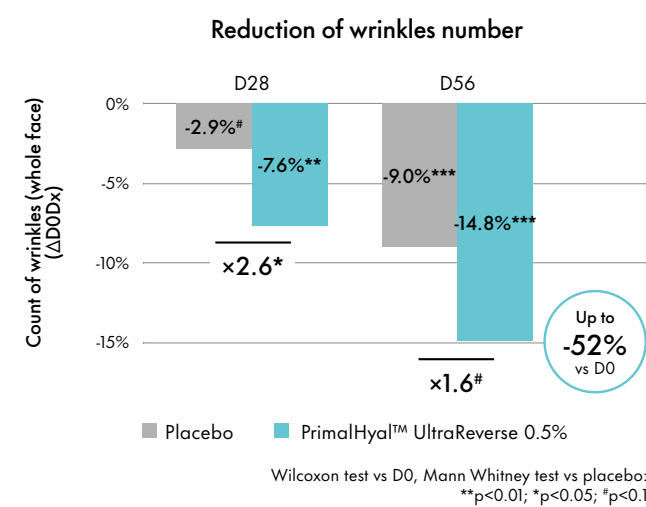 Reduction of wrinkles number
D28
D56
Count of wrinkles (whole face)
(ΔD0Dx)
0%
-5%
-10%
-15%
-2.9%#
-7.6%**
-9.0%***
-14.8%***
×2.6*
×1.6#
Up to
-52%
vs D0
Placebo
PrimalHyal™ UltraReverse 0.5%
Wilcoxon test vs D0, Mann Whitney test vs placebo:
**p<0.01; *p<0.05; #p<0.1